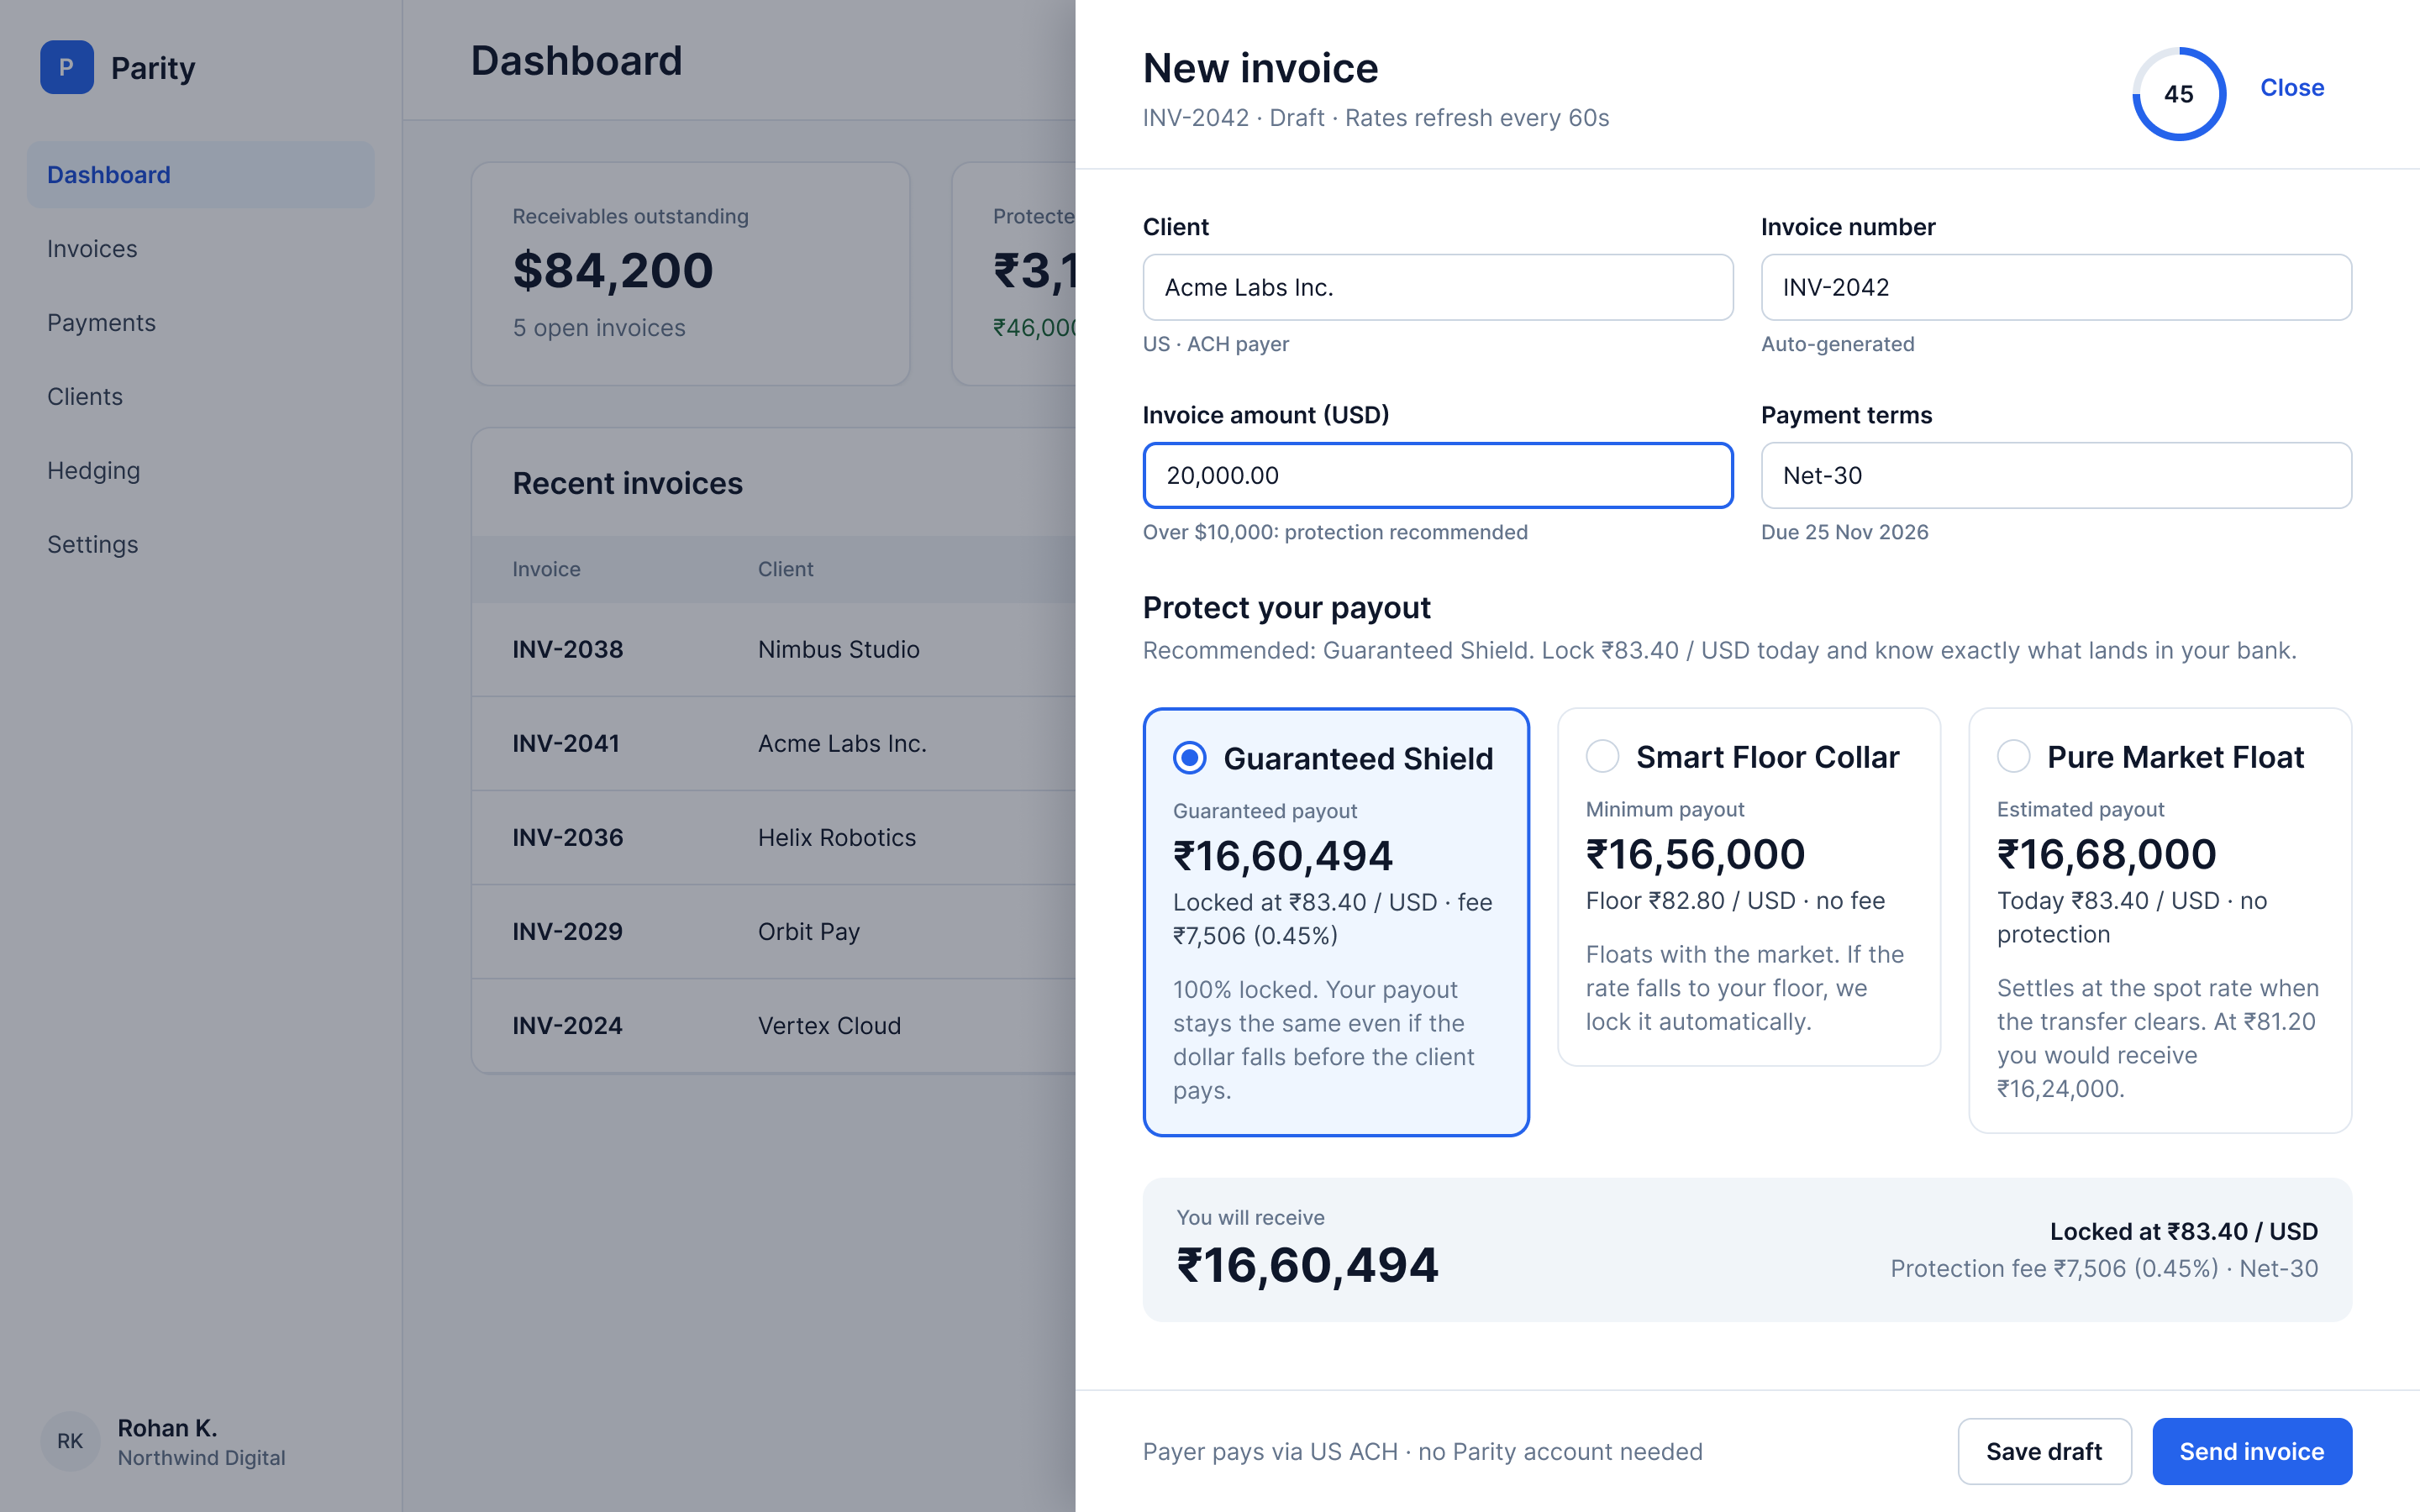 P
Parity
Dashboard
Invoices
Payments
Clients
Hedging
Settings
RK
Rohan K.
Northwind Digital
Dashboard
Receivables outstanding
$84,200
5 open invoices
₹3,1
₹46,00
Recent invoices
Invoice
Client
INV-2038
Nimbus Studio
INV-2041
Acme Labs Inc.
INV-2036
Helix Robotics
INV-2029
Orbit Pay
INV-2024
Vertex Cloud
New invoice
INV-2042 · Draft · Rates refresh every 60s
45
Close
Client
Acme Labs Inc.
US · ACH payer
Invoice number
INV-2042
Auto-generated
Invoice amount (USD)
20,000.00
Over $10,000: protection recommended
Payment terms
Net-30
Due 25 Nov 2026
Protect your payout
Recommended: Guaranteed Shield. Lock ₹83.40 / USD today and know exactly what lands in your bank.
Guaranteed Shield
Guaranteed payout
₹16,60,494
Locked at ₹83.40 / USD · fee
₹7,506 (0.45%)
100% locked. Your payout
stays the same even if the
dollar falls before the client
pays.
Smart Floor Collar
Minimum payout
₹16,56,000
Floor ₹82.80 / USD · no fee
Floats with the market. If the
rate falls to your floor, we
lock it automatically.
Pure Market Float
Estimated payout
₹16,68,000
Today ₹83.40 / USD · no
protection
Settles at the spot rate when
the transfer clears. At ₹81.20
you would receive
₹16,24,000.
You will receive
₹16,60,494
Locked at ₹83.40 / USD
Protection fee ₹7,506 (0.45%) · Net-30
Payer pays via US ACH · no Parity account needed
Save draft
Send invoice